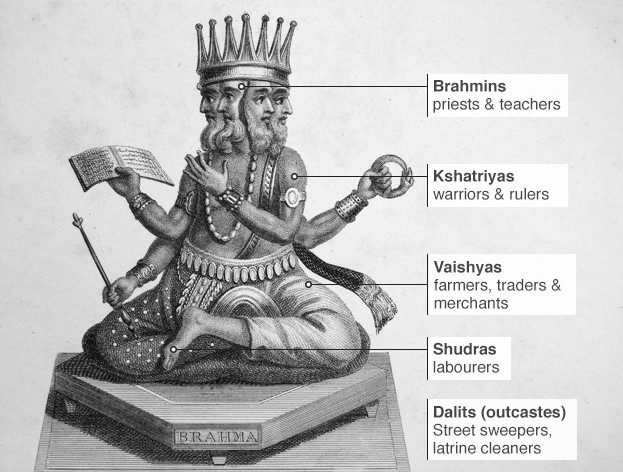 Brahmins
priests & teachers
Kshatriyas
warriors & rulers
Vaishyas
farmers, traders &
merchants
Shudras
labourers
Dalits (outcastes)
Street sweepers,
latrine cleaners
BRAHMA